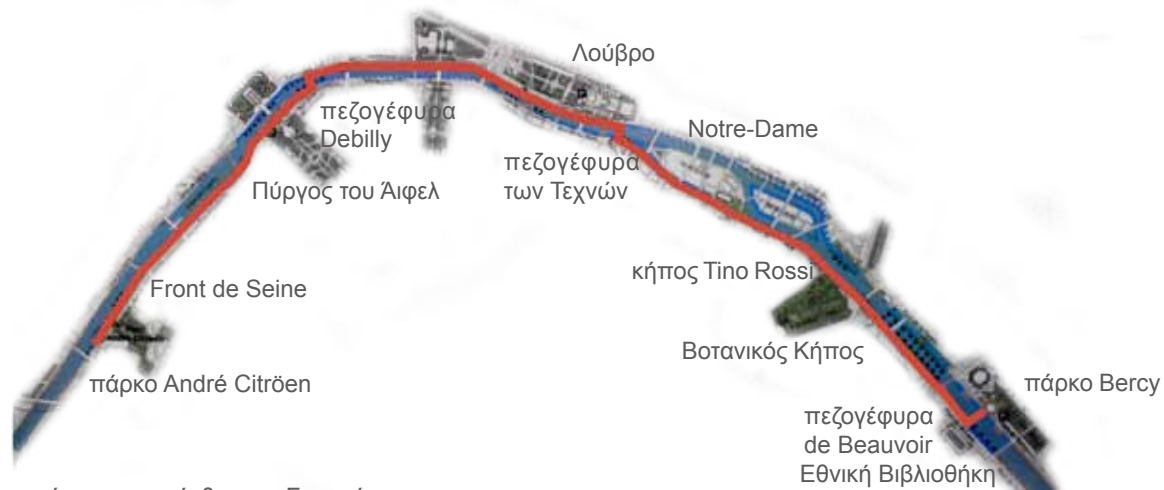 Λούβρο
πεζογέφυρα
Debilly
Notre-Dame
πεζογέφυρα
των Τεχνών
Πύργος του Άιφελ
κήπος Tino Rossi
Front de Seine
Βοτανικός Κήπος
πάρκο André Citröen
πάρκο Bercy
πεζογέφυρα
de Beauvoir
Εθνική Βιβλιοθήκη